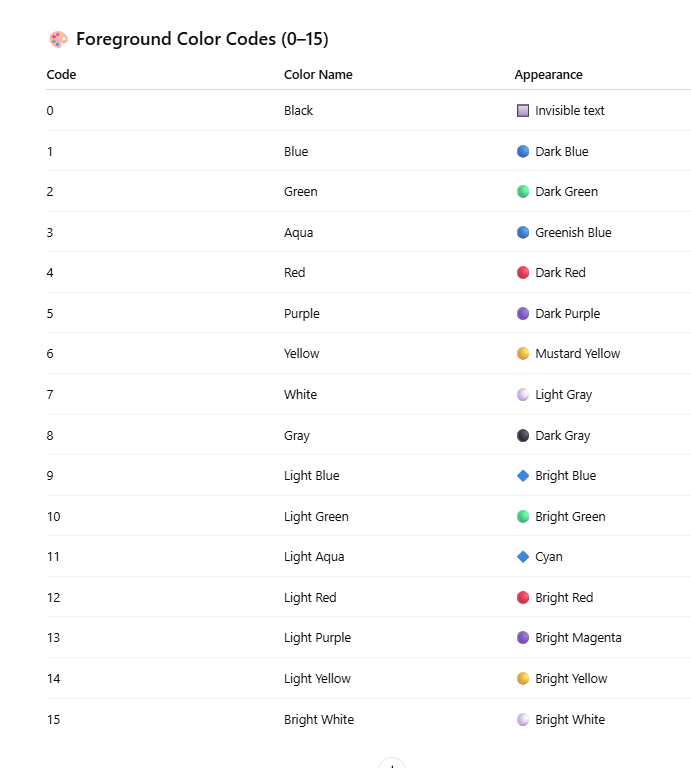 Foreground Color Codes (0–15)
Code Color Name Appearance
0 Black Invisible text
1 Blue Dark Blue
2 Green Dark Green
3 Aqua Greenish Blue
4 Red Dark Red
5 Purple Dark Purple
6 Yellow Mustard Yellow
7 White Light Gray
8 Gray Dark Gray
9 Light Blue Bright Blue
10 Light Green Bright Green
11 Light Aqua Cyan
12 Light Red Bright Red
13 Light Purple Bright Magenta
14 Light Yellow Bright Yellow
15 Bright White Bright White